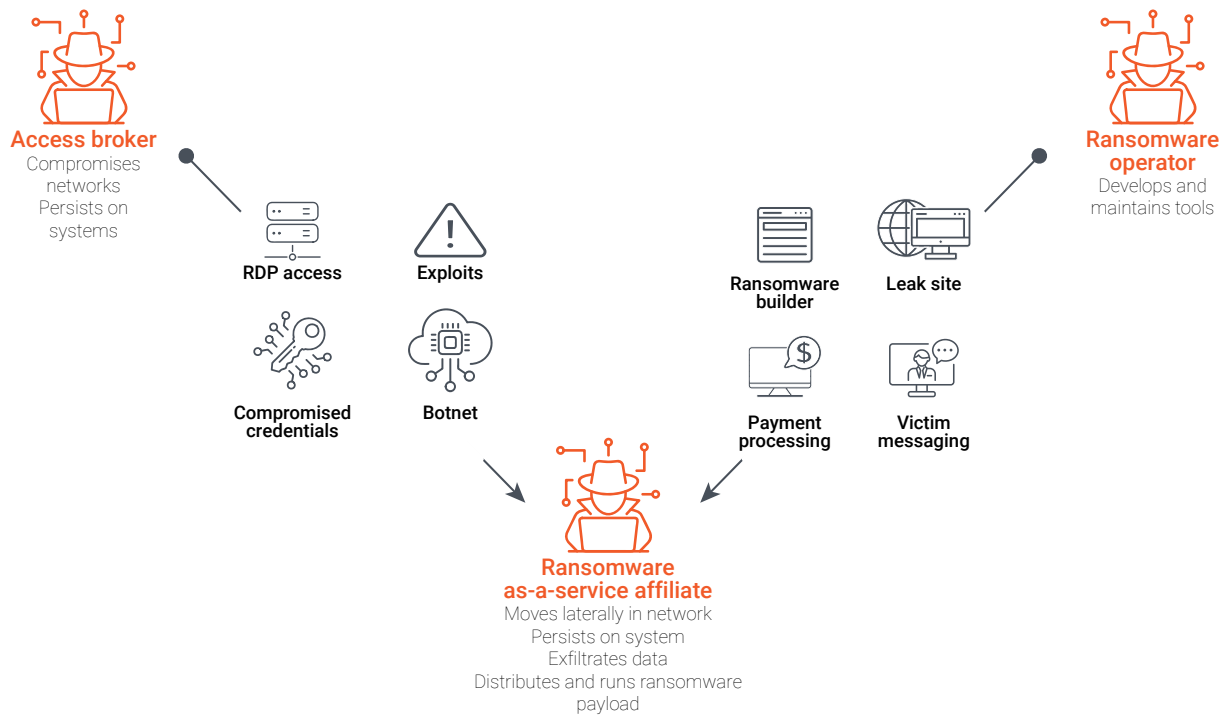 Access broker
Compromises
networks
Persists on
systems
Ransomware
operator
Develops and
maintains tools
RDP access
Exploits
Compromised
credentials
Botnet
Ransomware
builder
Leak site
Payment
processing
Victim
messaging
Ransomware
as-a-service affiliate
Moves laterally in network
Persists on system
Exfiltrates data
Distributes and runs ransomware
payload